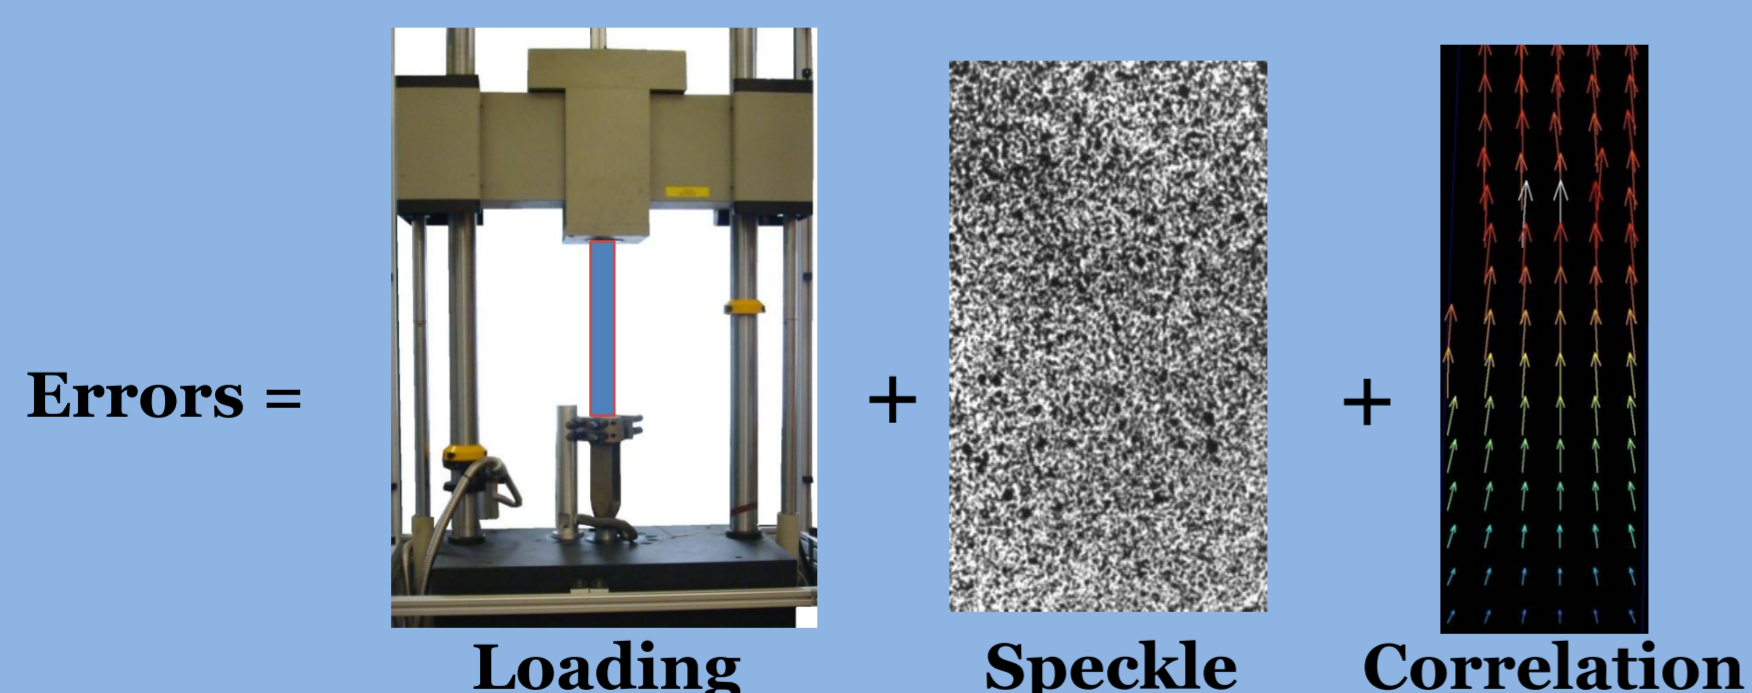 Errors =
+
+
Loading
Speckle
Correlation